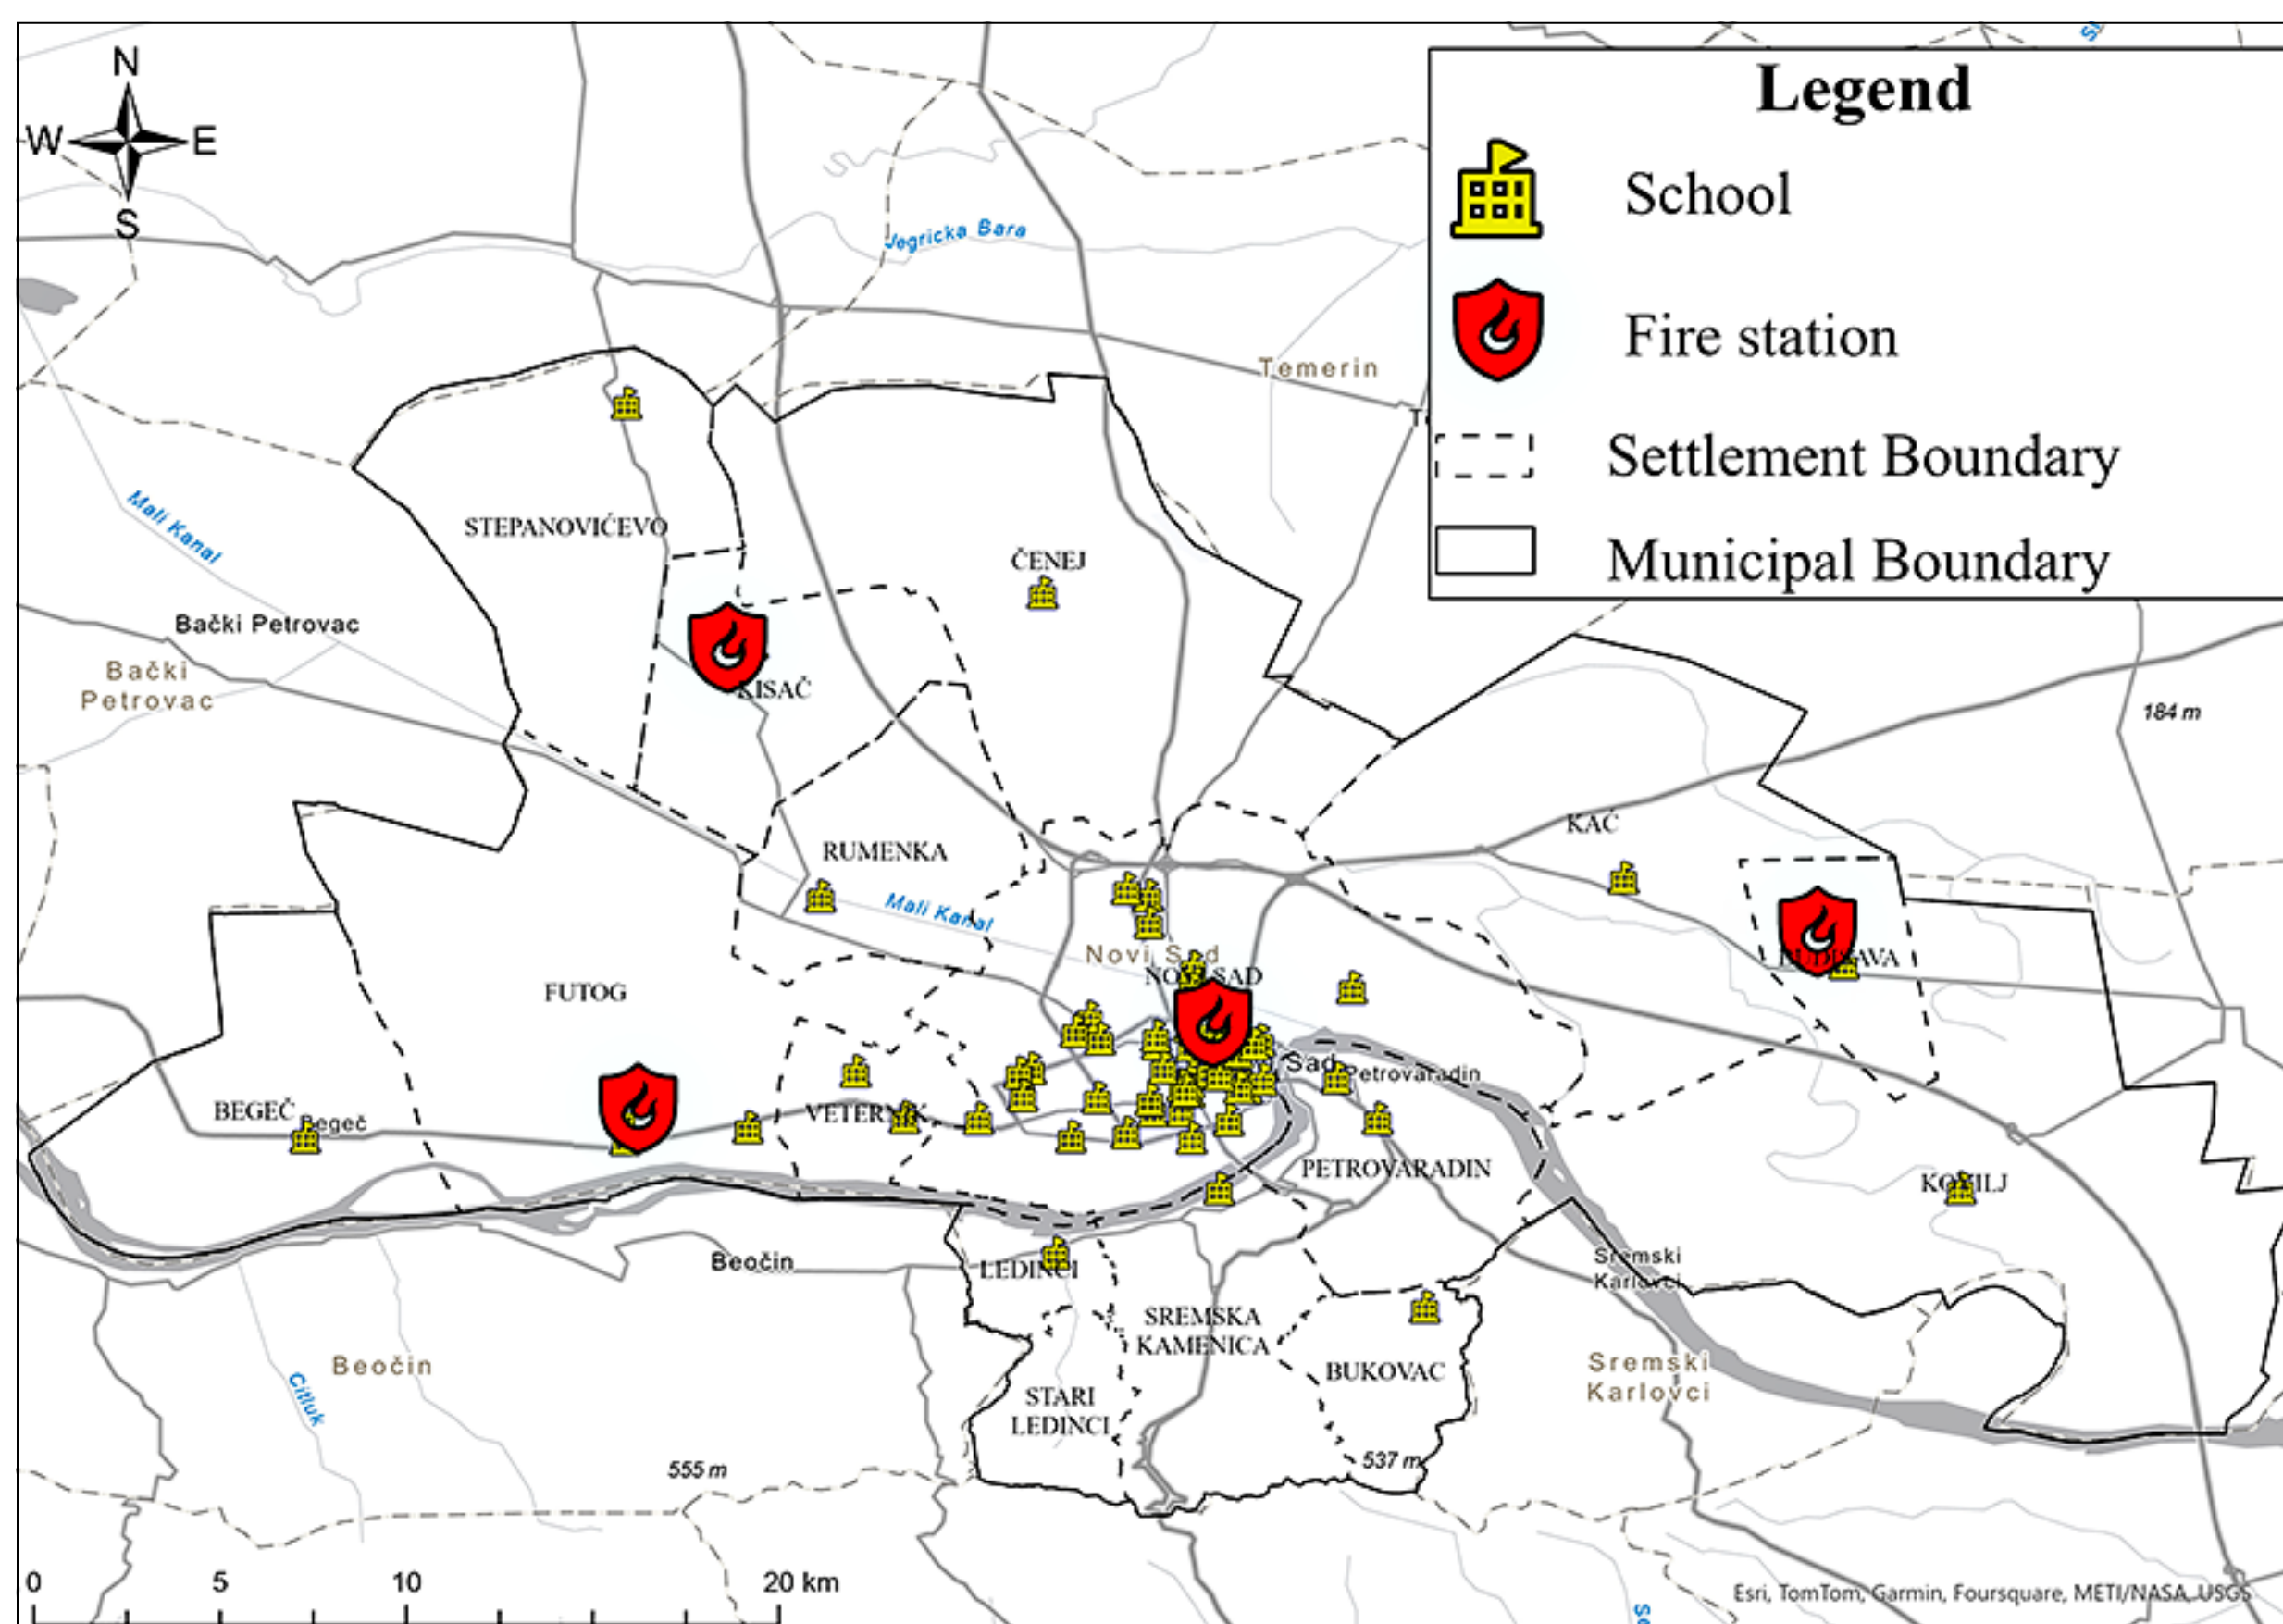 N
W E
S
Legend
School
Fire station
Settlement Boundary
Municipal Boundary
Jegricka Bara
Temerin
Mali Kanal
STEPANOVIĆEVO
ČENEJ
Bački Petrovac
Bački
Petrovac
KISAČ
184 m
RUMENKA
KAĆ
Mali Kanal
Novi Sad
NOVI SAD
FUTOG
Sad
Petrovaradin
BEGEČ
Begeč
VETERNIK
PETROVARADIN
KOVILJ
Beočin
LEDINCI
Sremski
Karlovci
SREMSKA
KAMENICA
Beočin
BUKOVAC
Sremski
Karlovci
Citluk
STARI
LEDINCI
537 m
555 m
0 5 10 20 km
Esri, TomTom, Garmin, Foursquare, METI/NASA, USGS